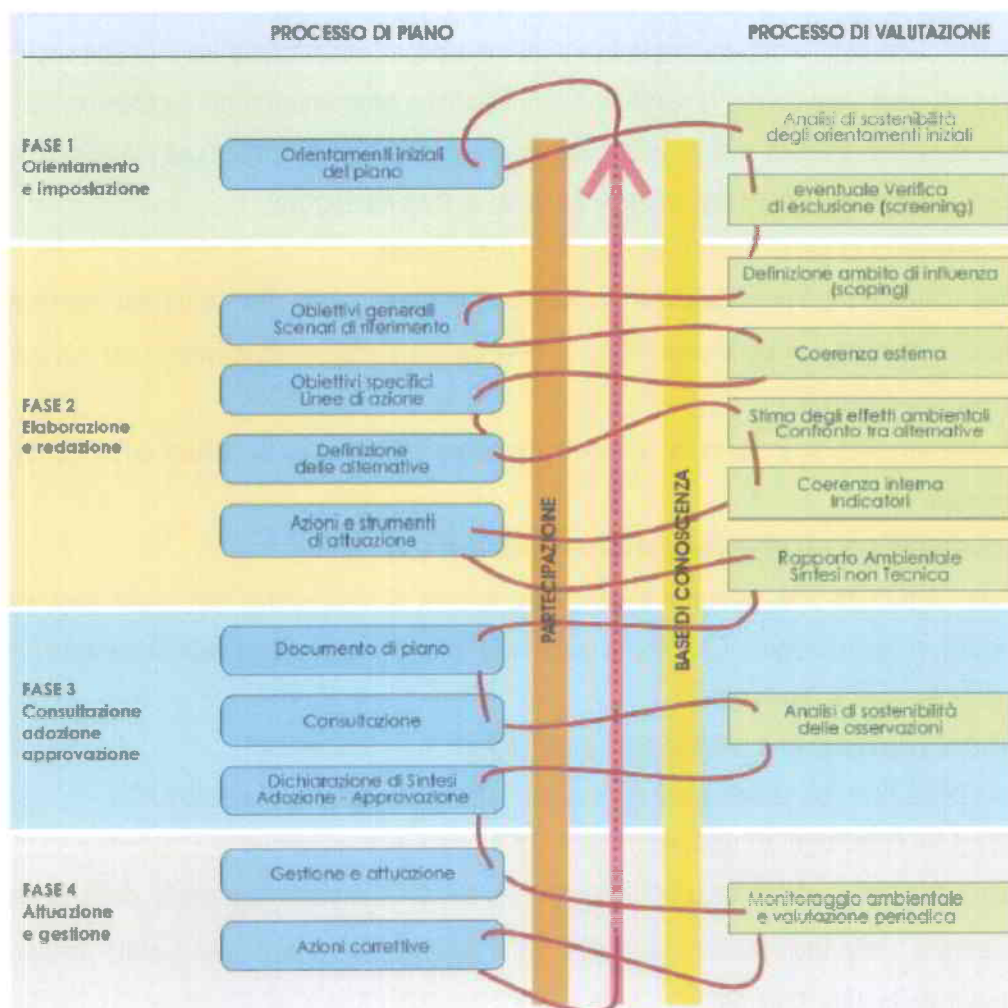 PROCESSO DI PIANO
PROCESSO DI VALUTAZIONE
FASE 1
Orientamento
e impostazione
Orientamenti iniziali
del piano
Analisi di sostenibilità
degli orientamenti iniziali
eventuale Verifica
di esclusione (screening)
FASE 2
Elaborazione
e redazione
Definizione ambito di influenza
(scoping)
Obiettivi generali
Scenari di riferimento
Coerenza esterna
Obiettivi specifici
Linee di azione
Definizione
delle alternative
Stima degli effetti ambientali
Confronto tra alternative
Coerenza interna
Indicatori
Azioni e strumenti
di attuazione
Rapporto Ambientale
Sintesi non Tecnica
PARTECIPAZIONE
BASE DI CONOSCENZA
FASE 3
Consultazione
adozione
approvazione
Documento di piano
Consultazione
Analisi di sostenibilità
delle osservazioni
Dichiarazione di Sintesi
Adozione - Approvazione
FASE 4
Attuazione
e gestione
Gestione e attuazione
Monitoraggio ambientale
e valutazione periodica
Azioni correttive